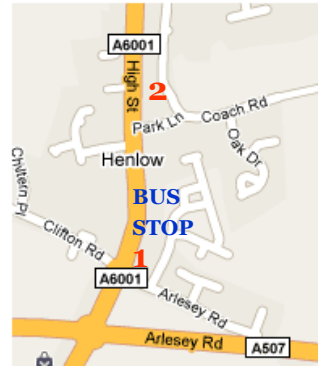 A6001
High St
2
Park Ln
Coach Rd
Oak Dr
Henlow
Chiltern Pl
BUS
STOP
Clifton Rd
1
A6001
Arlesey Rd
Arlesey Rd
A507